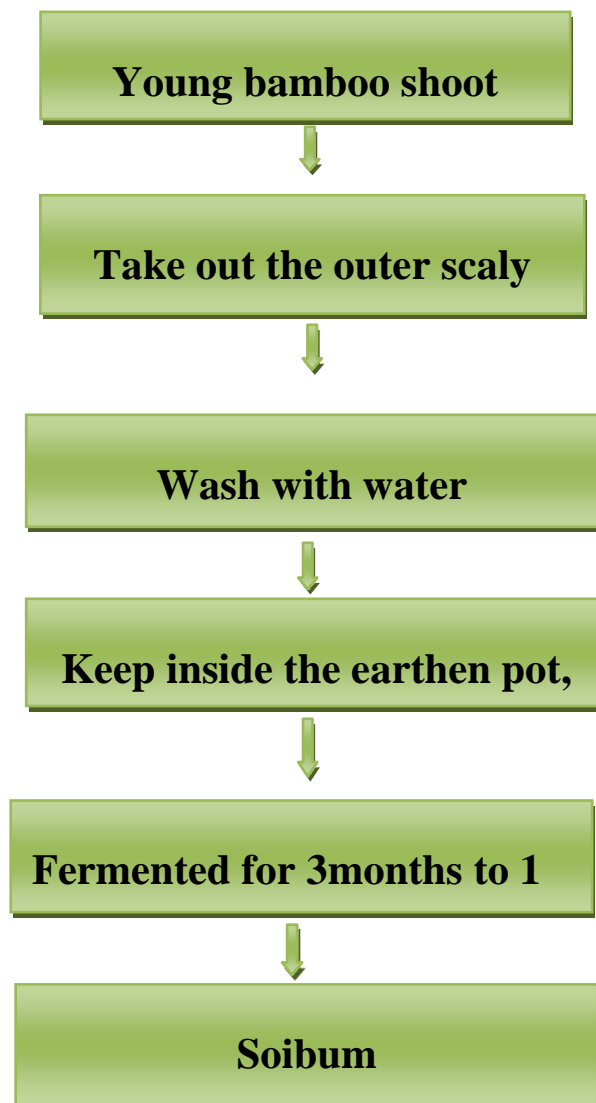 Young bamboo shoot
Take out the outer scaly
Wash with water
Keep inside the earthen pot,
Fermented for 3months to 1
Soibum